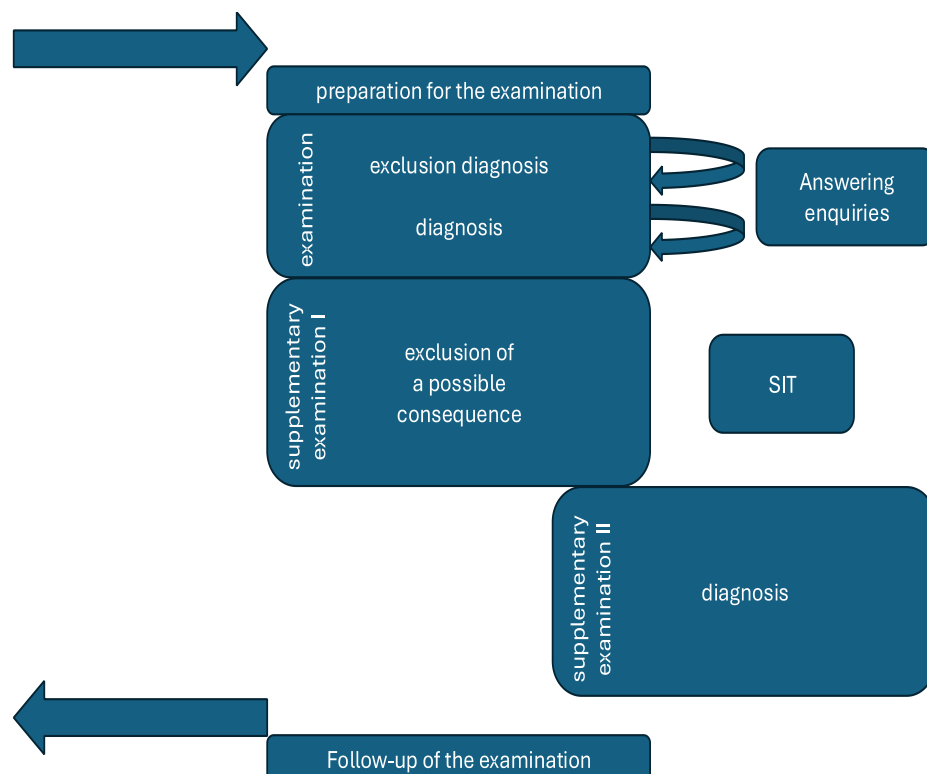 preparation for the examination
examination
exclusion diagnosis
diagnosis
Answering
enquiries
supplementary
examination I
exclusion of
a possible
consequence
SIT
supplementary
examination II
diagnosis
Follow-up of the examination